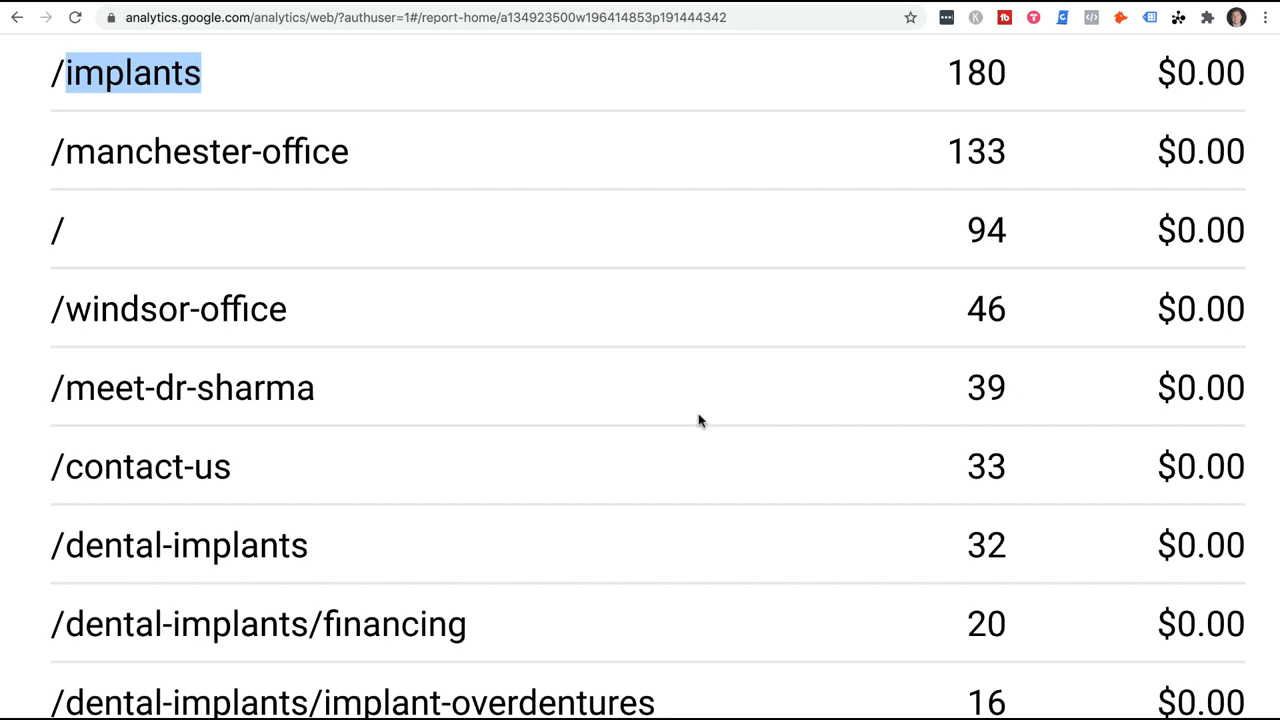 analytics.google.com/analytics/web/?authuser=1#/report-home/a134923500w196414853p191444342
/implants 180 $0.00
/manchester-office 133 $0.00
/ 94 $0.00
/windsor-office 46 $0.00
/meet-dr-sharma 39 $0.00
/contact-us 33 $0.00
/dental-implants 32 $0.00
/dental-implants/financing 20 $0.00
/dental-implants/implant-overdentures 16 $0.00